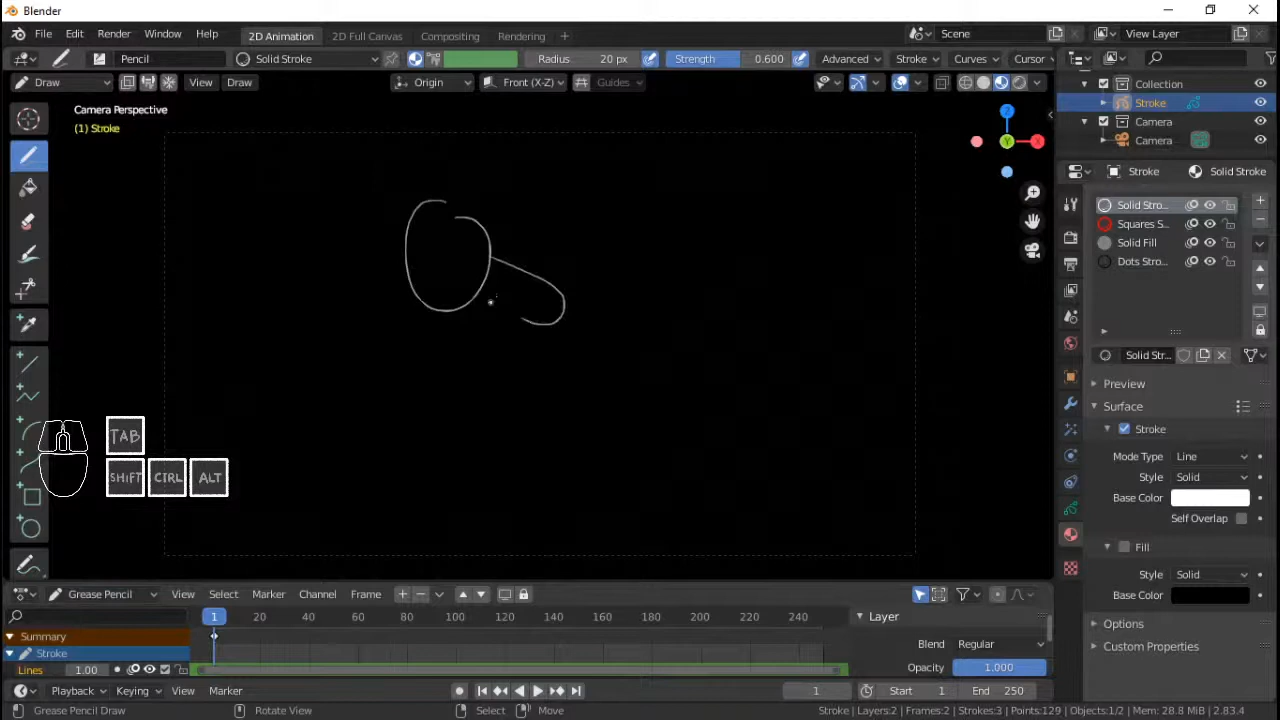 Blender
File Edit Render Window Help 2D Animation 2D Full Canvas Compositing Rendering + Scene View Layer
Pencil Solid Stroke Radius 20 px Strength 0.600 Advanced Stroke Curves Cursor
Draw View Draw Origin Front (X-Z) Guides
Collection
Stroke
Camera
Camera
Camera Perspective
(1) Stroke
Z
Y
X
Stroke Solid Stroke
Solid Stro...
Squares S...
Solid Fill
Dots Stro...
Solid Str...
Preview
Surface
Stroke
Mode Type Line
Style Solid
Base Color
Self Overlap
Fill
Style Solid
Base Color
Options
Custom Properties
TAB
SHIFT CTRL ALT
Grease Pencil View Select Marker Channel Frame
1 20 40 60 80 100 120 140 160 180 200 220 240
Summary
Stroke
Lines 1.00
Layer
Blend Regular
Opacity 1.000
Playback Keying View Marker 1 Start 1 End 250
Grease Pencil Draw Rotate View Select Move Stroke | Layers:2 | Frames:2 | Strokes:3 | Points:129 | Objects:1/2 | Mem: 28.8 MiB | 2.83.4